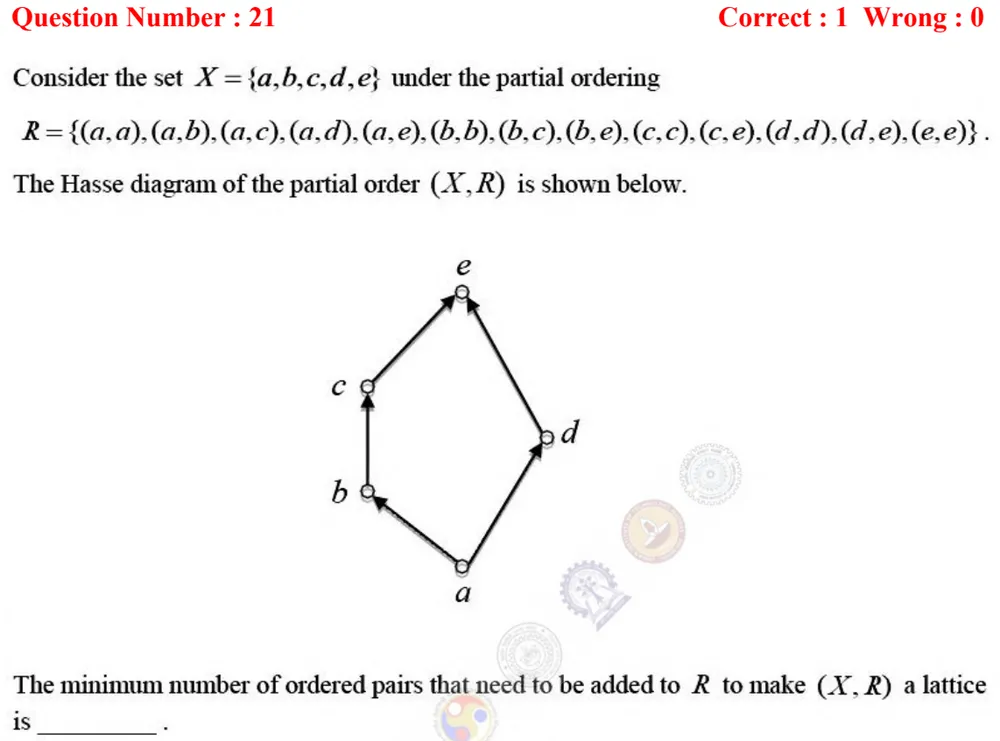 Question Number : 21 Correct : 1 Wrong : 0
Consider the set X = {a,b,c,d,e} under the partial ordering
R = {(a,a),(a,b),(a,c),(a,d),(a,e),(b,b),(b,c),(b,e),(c,c),(c,e),(d,d),(d,e),(e,e)}.
The Hasse diagram of the partial order (X,R) is shown below.
e
c
d
b
a
The minimum number of ordered pairs that need to be added to R to make (X,R) a lattice
is __________ .